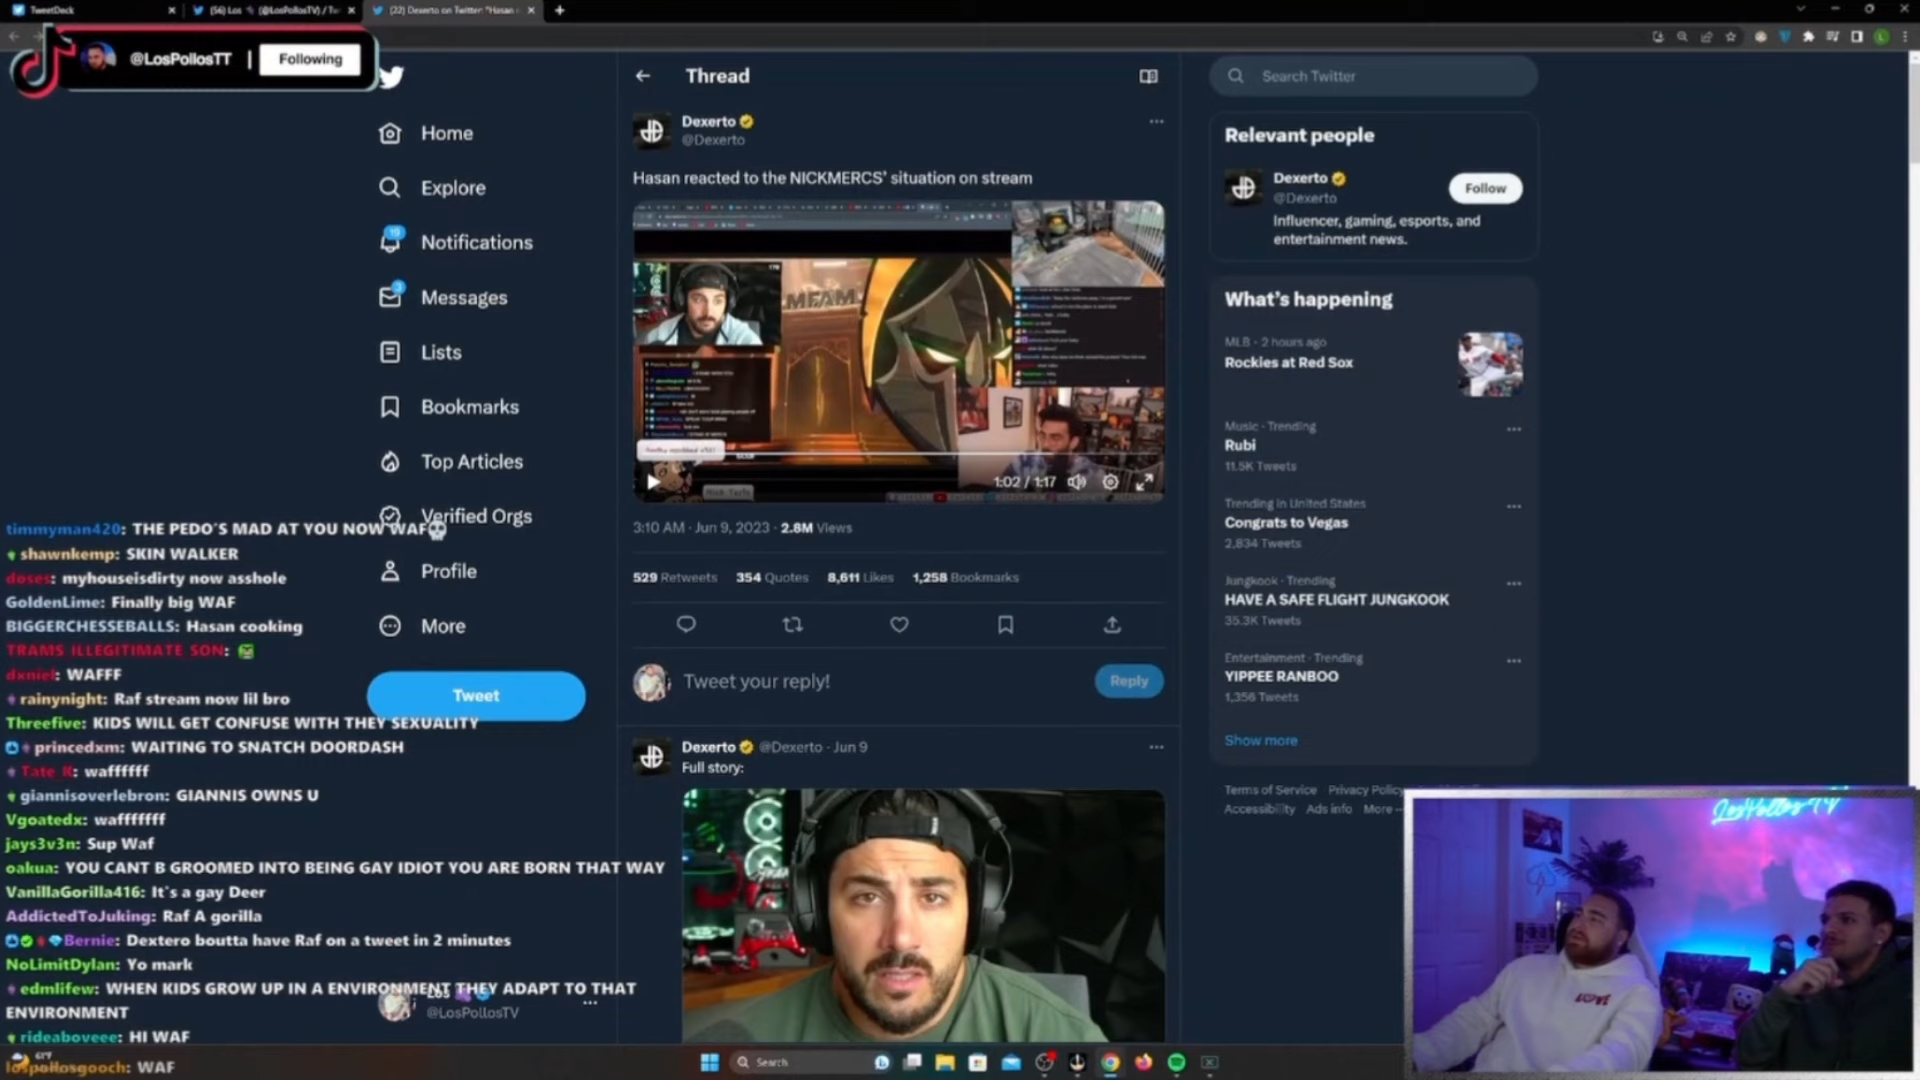 TweetDeck
(56) Los (@LosPollosTV) / Tw
(22) Dexerto on Twitter: "Hasan r
@LosPollosTT | Following
Home
Explore
19
Notifications
3
Messages
Lists
Bookmarks
Top Articles
Verified Orgs
Profile
More
Tweet
Los
@LosPollosTV
Thread
Dexerto
@Dexerto
Hasan reacted to the NICKMERCS' situation on stream
MFAM
1:02 / 1:17
3:10 AM · Jun 9, 2023 · 2.8M Views
529 Retweets 354 Quotes 8,611 Likes 1,258 Bookmarks
Tweet your reply!
Reply
Dexerto @Dexerto · Jun 9
Full story:
Search Twitter
Relevant people
Dexerto
@Dexerto
Follow
Influencer, gaming, esports, and
entertainment news.
What's happening
MLB · 2 hours ago
Rockies at Red Sox
Music · Trending
Rubi
11.5K Tweets
Trending in United States
Congrats to Vegas
2,834 Tweets
Jungkook · Trending
HAVE A SAFE FLIGHT JUNGKOOK
35.3K Tweets
Entertainment · Trending
YIPPEE RANBOO
1,356 Tweets
Show more
Terms of Service Privacy Policy
Accessibility Ads info More
timmyman420: THE PEDO'S MAD AT YOU NOW WAF
shawnkemp: SKIN WALKER
doses: myhouseisdirty now asshole
GoldenLime: Finally big WAF
BIGGERCHESSEBALLS: Hasan cooking
TRAMS ILLEGITIMATE SON:
dxniel: WAFFF
rainynight: Raf stream now lil bro
Threefive: KIDS WILL GET CONFUSE WITH THEY SEXUALITY
princedxm: WAITING TO SNATCH DOORDASH
Tate_K: waffffff
giannisoverlebron: GIANNIS OWNS U
Vgoatedx: wafffffff
jays3v3n: Sup Waf
oakua: YOU CANT B GROOMED INTO BEING GAY IDIOT YOU ARE BORN THAT WAY
VanillaGorilla416: It's a gay Deer
AddictedToJuking: Raf A gorilla
Bernie: Dextero boutta have Raf on a tweet in 2 minutes
NoLimitDylan: Yo mark
edmlifew: WHEN KIDS GROW UP IN A ENVIRONMENT THEY ADAPT TO THAT
ENVIRONMENT
rideaboveee: HI WAF
lospollosgooch: WAF
61°F
Search
LosPollosTV
LOVE